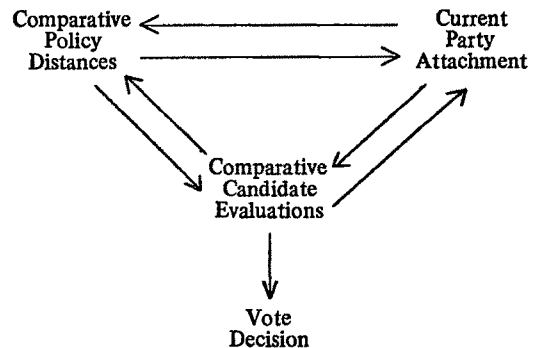 Comparative
Policy
Distances
Current
Party
Attachment
Comparative
Candidate
Evaluations
Vote
Decision